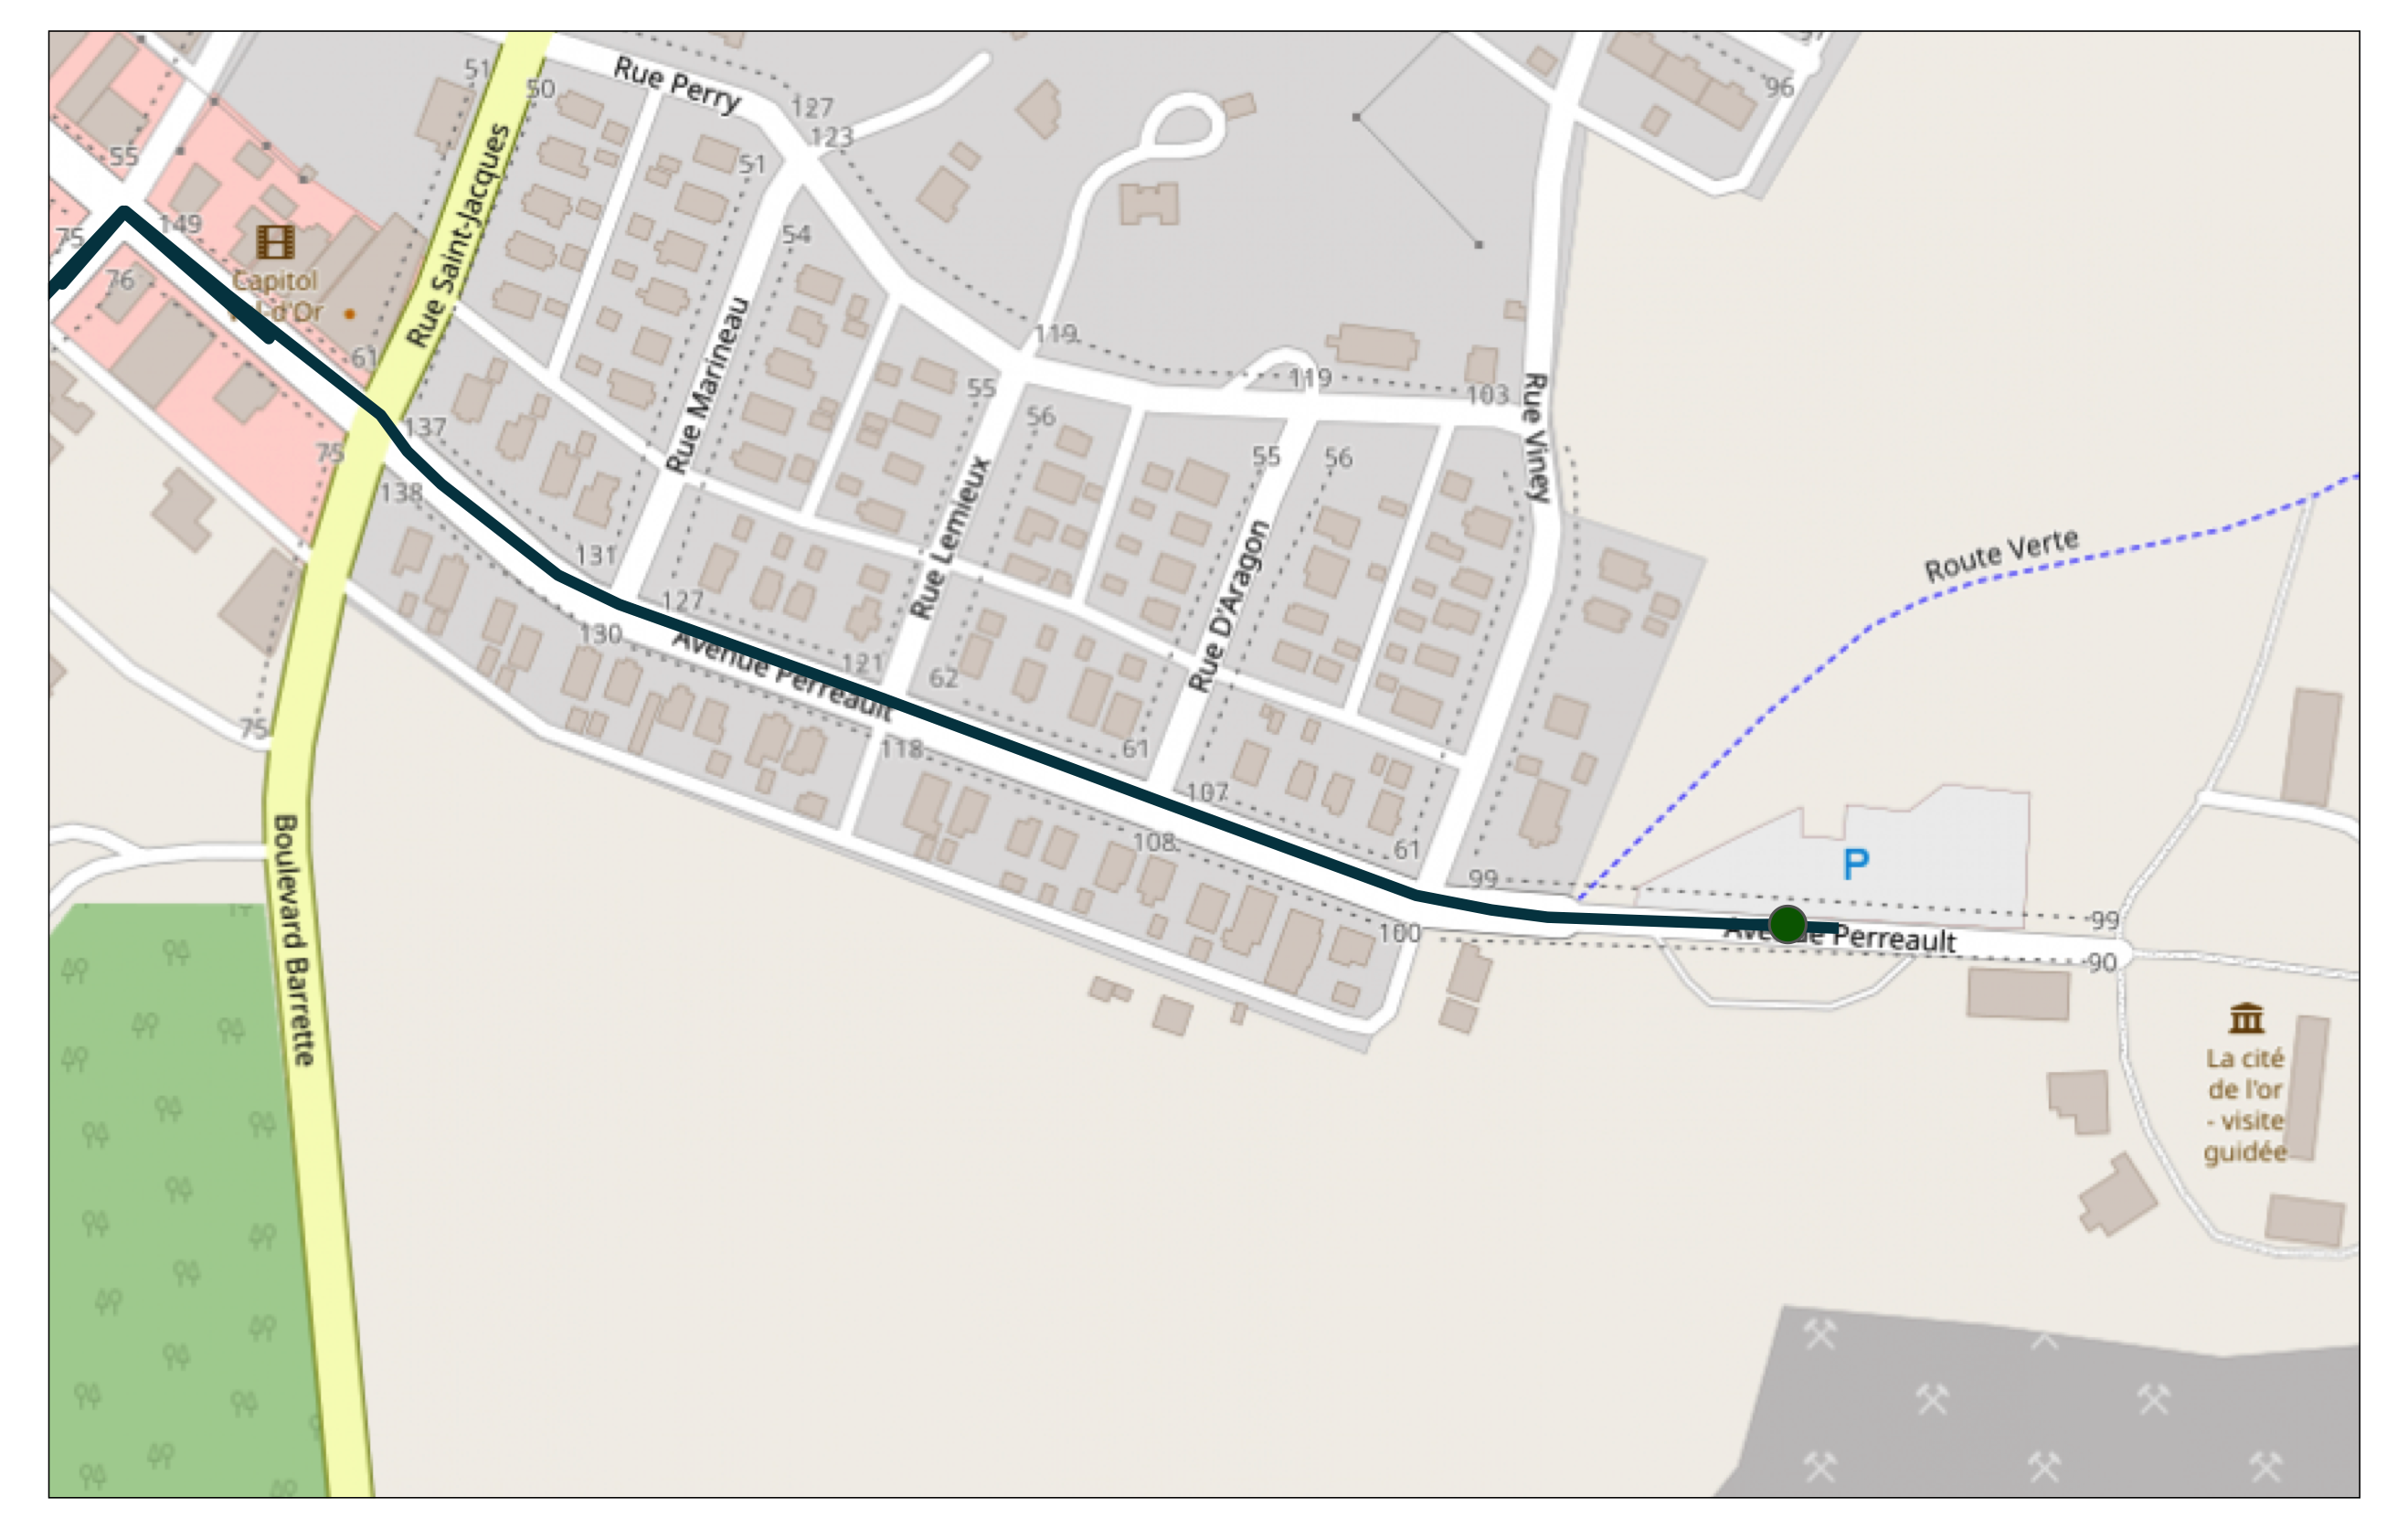 51
96
Rue Perry
50
127
123
55
51
Rue Saint-Jacques
149
75
54
76
Capitol
61
119
Rue Marineau
119
55
103
Rue Viney
56
137
75
55
56
138
Rue Lemieux
Rue D'Aragon
131
Route Verte
127
130
Avenue Perreault
121
62
75
118
61
107
108
61
Boulevard Barrette
P
99
99
100
Avenue Perreault
90
La cité
de l'or
- visite
guidée